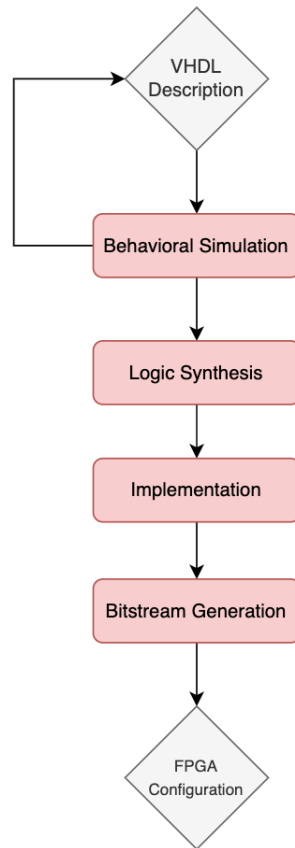 VHDL
Description
Behavioral Simulation
Logic Synthesis
Implementation
Bitstream Generation
FPGA
Configuration